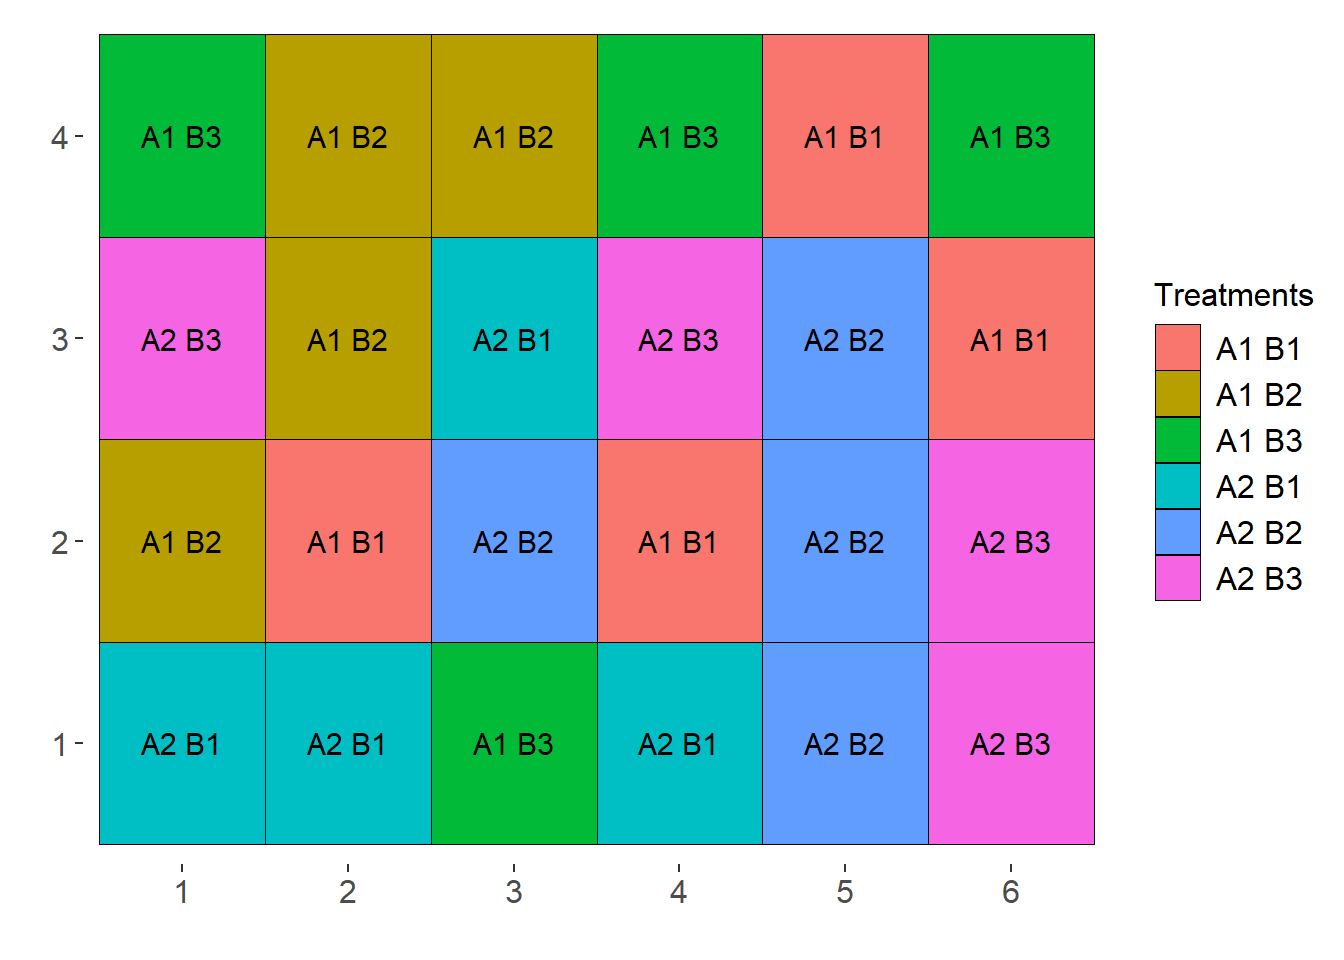 4
A1 B3 A1 B2 A1 B2 A1 B3 A1 B1 A1 B3
3
A2 B3 A1 B2 A2 B1 A2 B3 A2 B2 A1 B1
2
A1 B2 A1 B1 A2 B2 A1 B1 A2 B2 A2 B3
1
A2 B1 A2 B1 A1 B3 A2 B1 A2 B2 A2 B3
1 2 3 4 5 6
Treatments
A1 B1
A1 B2
A1 B3
A2 B1
A2 B2
A2 B3